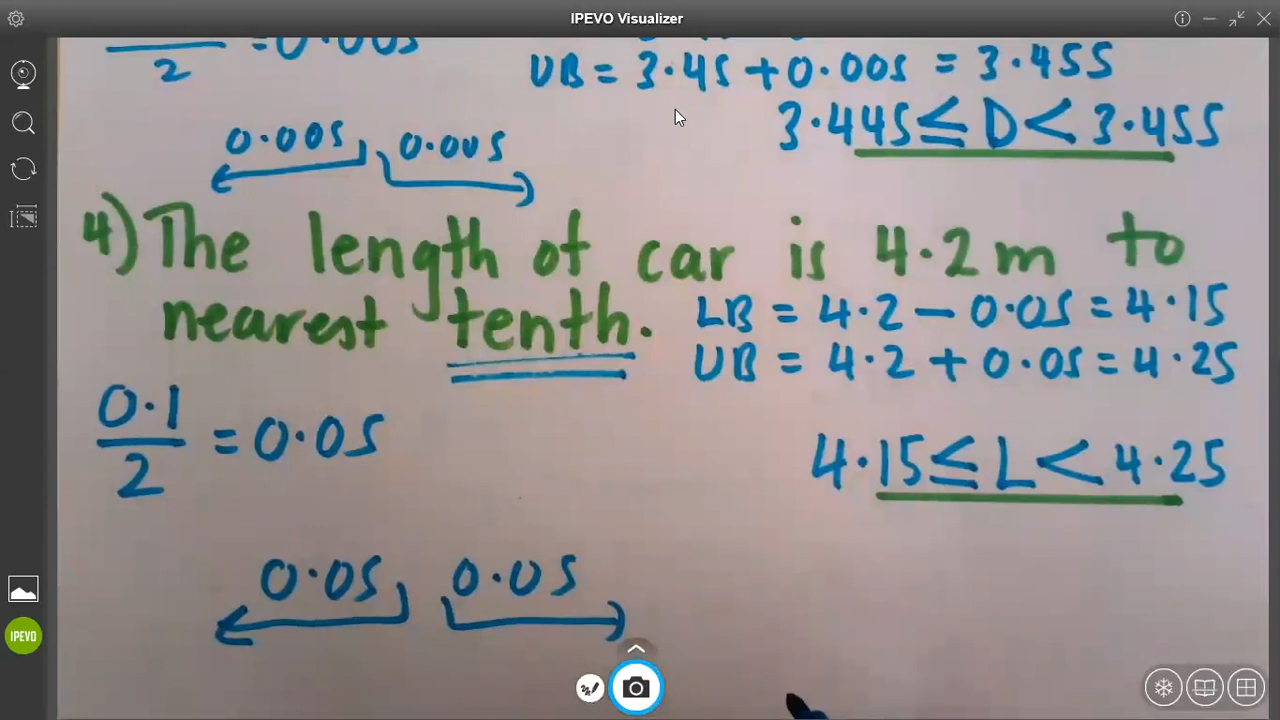 IPEVO Visualizer
2 = 0.005
UB = 3.45 + 0.005 = 3.455
3.445 ≤ D < 3.455
0.005 0.005
4) The length of car is 4.2m to
nearest tenth.
LB = 4.2 - 0.05 = 4.15
UB = 4.2 + 0.05 = 4.25
0.1
2 = 0.05
4.15 ≤ L < 4.25
0.05 0.05
IPEVO